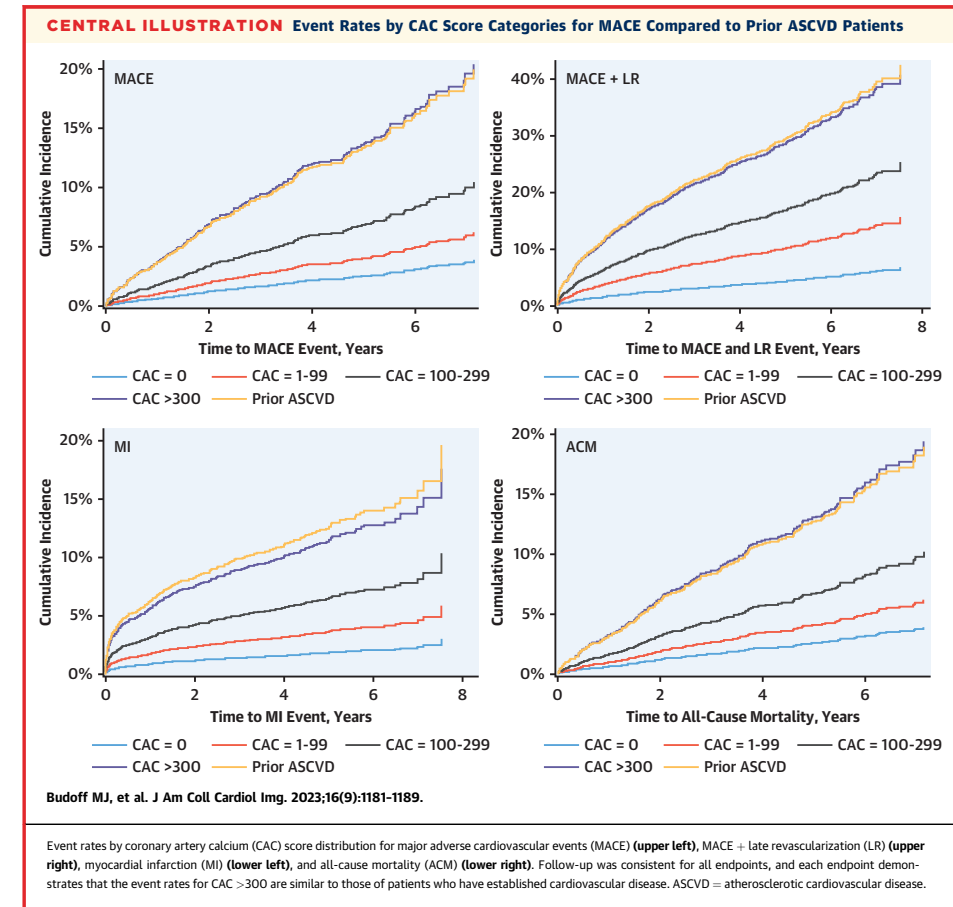 CENTRAL ILLUSTRATION Event Rates by CAC Score Categories for MACE Compared to Prior ASCVD Patients
MACE
20%
15%
10%
5%
0%
Cumulative Incidence
0 2 4 6
Time to MACE Event, Years
CAC = 0 CAC = 1-99 CAC = 100-299
CAC >300 Prior ASCVD
MACE + LR
40%
30%
20%
10%
0%
Cumulative Incidence
0 2 4 6 8
Time to MACE and LR Event, Years
CAC = 0 CAC = 1-99 CAC = 100-299
CAC >300 Prior ASCVD
MI
20%
15%
10%
5%
0%
Cumulative Incidence
0 2 4 6 8
Time to MI Event, Years
CAC = 0 CAC = 1-99 CAC = 100-299
CAC >300 Prior ASCVD
ACM
20%
15%
10%
5%
0%
Cumulative Incidence
0 2 4 6
Time to All-Cause Mortality, Years
CAC = 0 CAC = 1-99 CAC = 100-299
CAC >300 Prior ASCVD
Budoff MJ, et al. J Am Coll Cardiol Img. 2023;16(9):1181-1189.
Event rates by coronary artery calcium (CAC) score distribution for major adverse cardiovascular events (MACE) (upper left), MACE + late revascularization (LR) (upper
right), myocardial infarction (MI) (lower left), and all-cause mortality (ACM) (lower right). Follow-up was consistent for all endpoints, and each endpoint demon-
strates that the event rates for CAC >300 are similar to those of patients who have established cardiovascular disease. ASCVD = atherosclerotic cardiovascular disease.